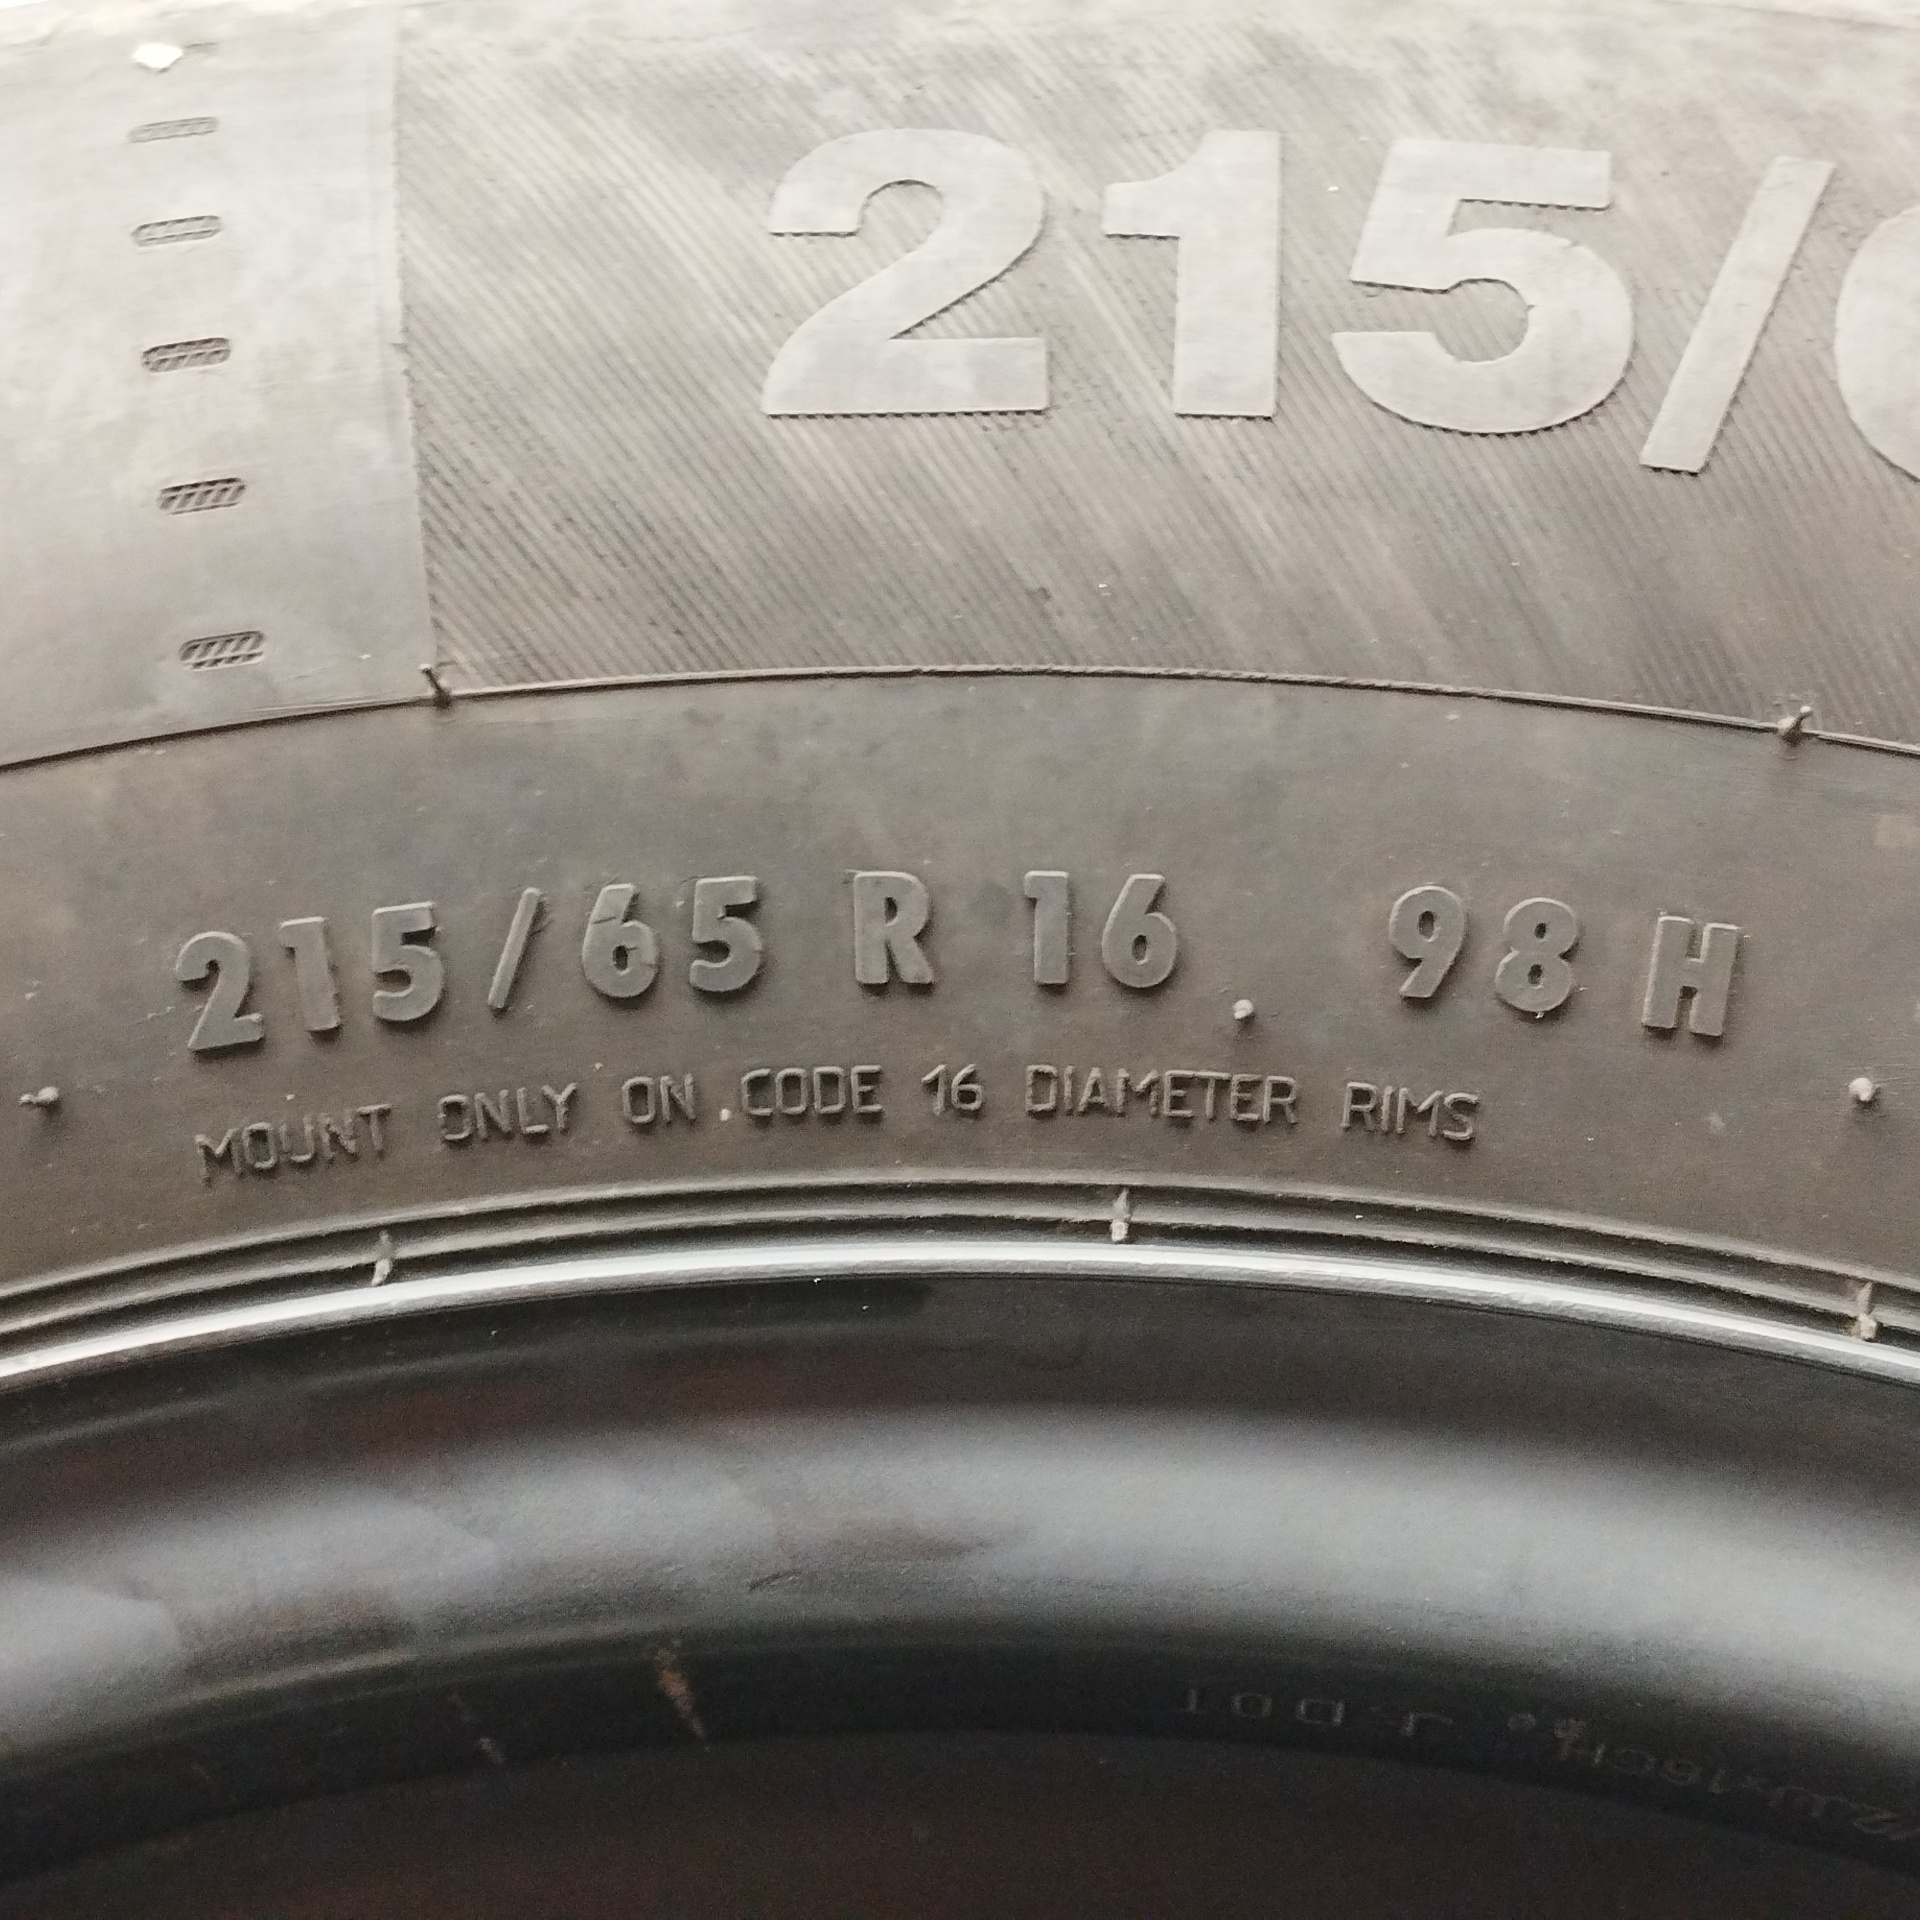 215/6
215/65 R 16 98 H
MOUNT ONLY ON CODE 16 DIAMETER RIMS